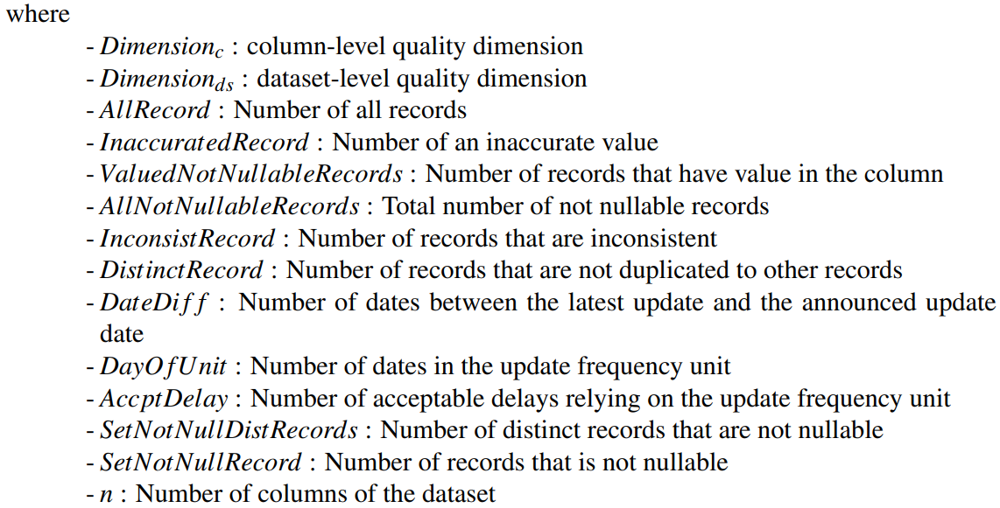 where
- Dimension_c : column-level quality dimension
- Dimension_ds : dataset-level quality dimension
- AllRecord : Number of all records
- InaccuratedRecord : Number of an inaccurate value
- ValuedNotNullableRecords : Number of records that have value in the column
- AllNotNullableRecords : Total number of not nullable records
- InconsistRecord : Number of records that are inconsistent
- DistinctRecord : Number of records that are not duplicated to other records
- DateDiff : Number of dates between the latest update and the announced update
date
- DayOfUnit : Number of dates in the update frequency unit
- AccptDelay : Number of acceptable delays relying on the update frequency unit
- SetNotNullDistRecords : Number of distinct records that are not nullable
- SetNotNullRecord : Number of records that is not nullable
- n : Number of columns of the dataset